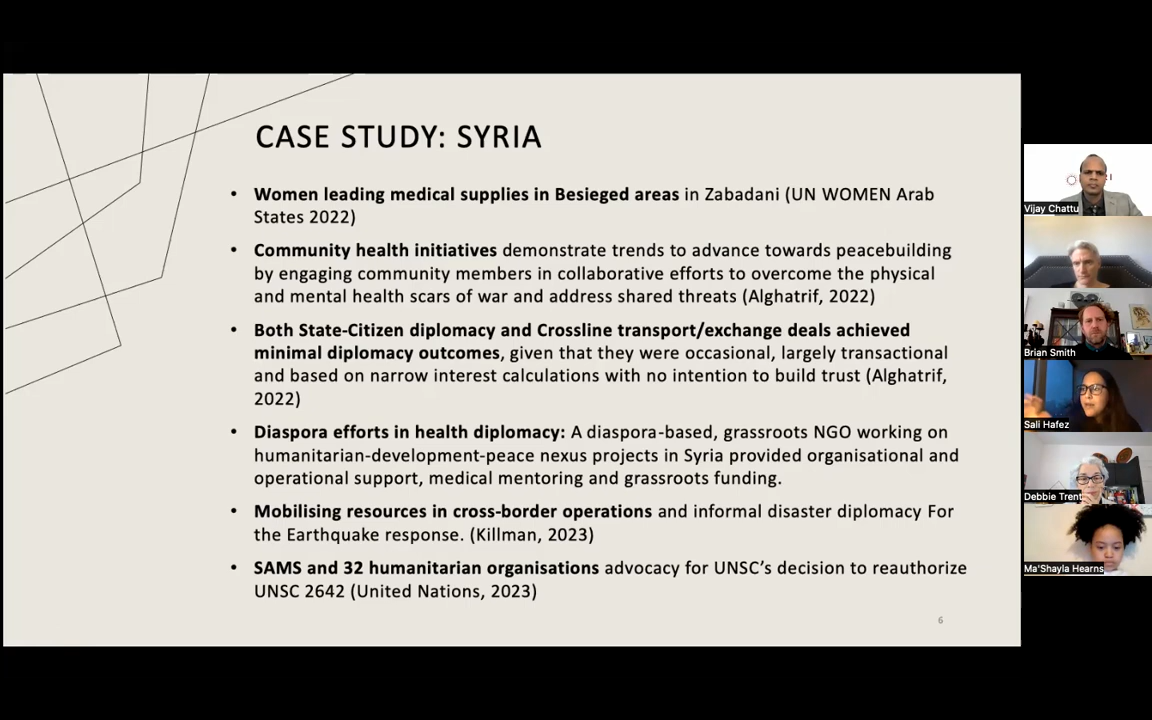 CASE STUDY: SYRIA
• Women leading medical supplies in Besieged areas in Zabadani (UN WOMEN Arab
States 2022)
• Community health initiatives demonstrate trends to advance towards peacebuilding
by engaging community members in collaborative efforts to overcome the physical
and mental health scars of war and address shared threats (Alghatrif, 2022)
• Both State-Citizen diplomacy and Crossline transport/exchange deals achieved
minimal diplomacy outcomes, given that they were occasional, largely transactional
and based on narrow interest calculations with no intention to build trust (Alghatrif,
2022)
• Diaspora efforts in health diplomacy: A diaspora-based, grassroots NGO working on
humanitarian-development-peace nexus projects in Syria provided organisational and
operational support, medical mentoring and grassroots funding.
• Mobilising resources in cross-border operations and informal disaster diplomacy For
the Earthquake response. (Killman, 2023)
• SAMS and 32 humanitarian organisations advocacy for UNSC’s decision to reauthorize
UNSC 2642 (United Nations, 2023)
6
Vijay Chattu
Brian Smith
Sali Hafez
Debbie Trent
Ma'Shayla Hearns